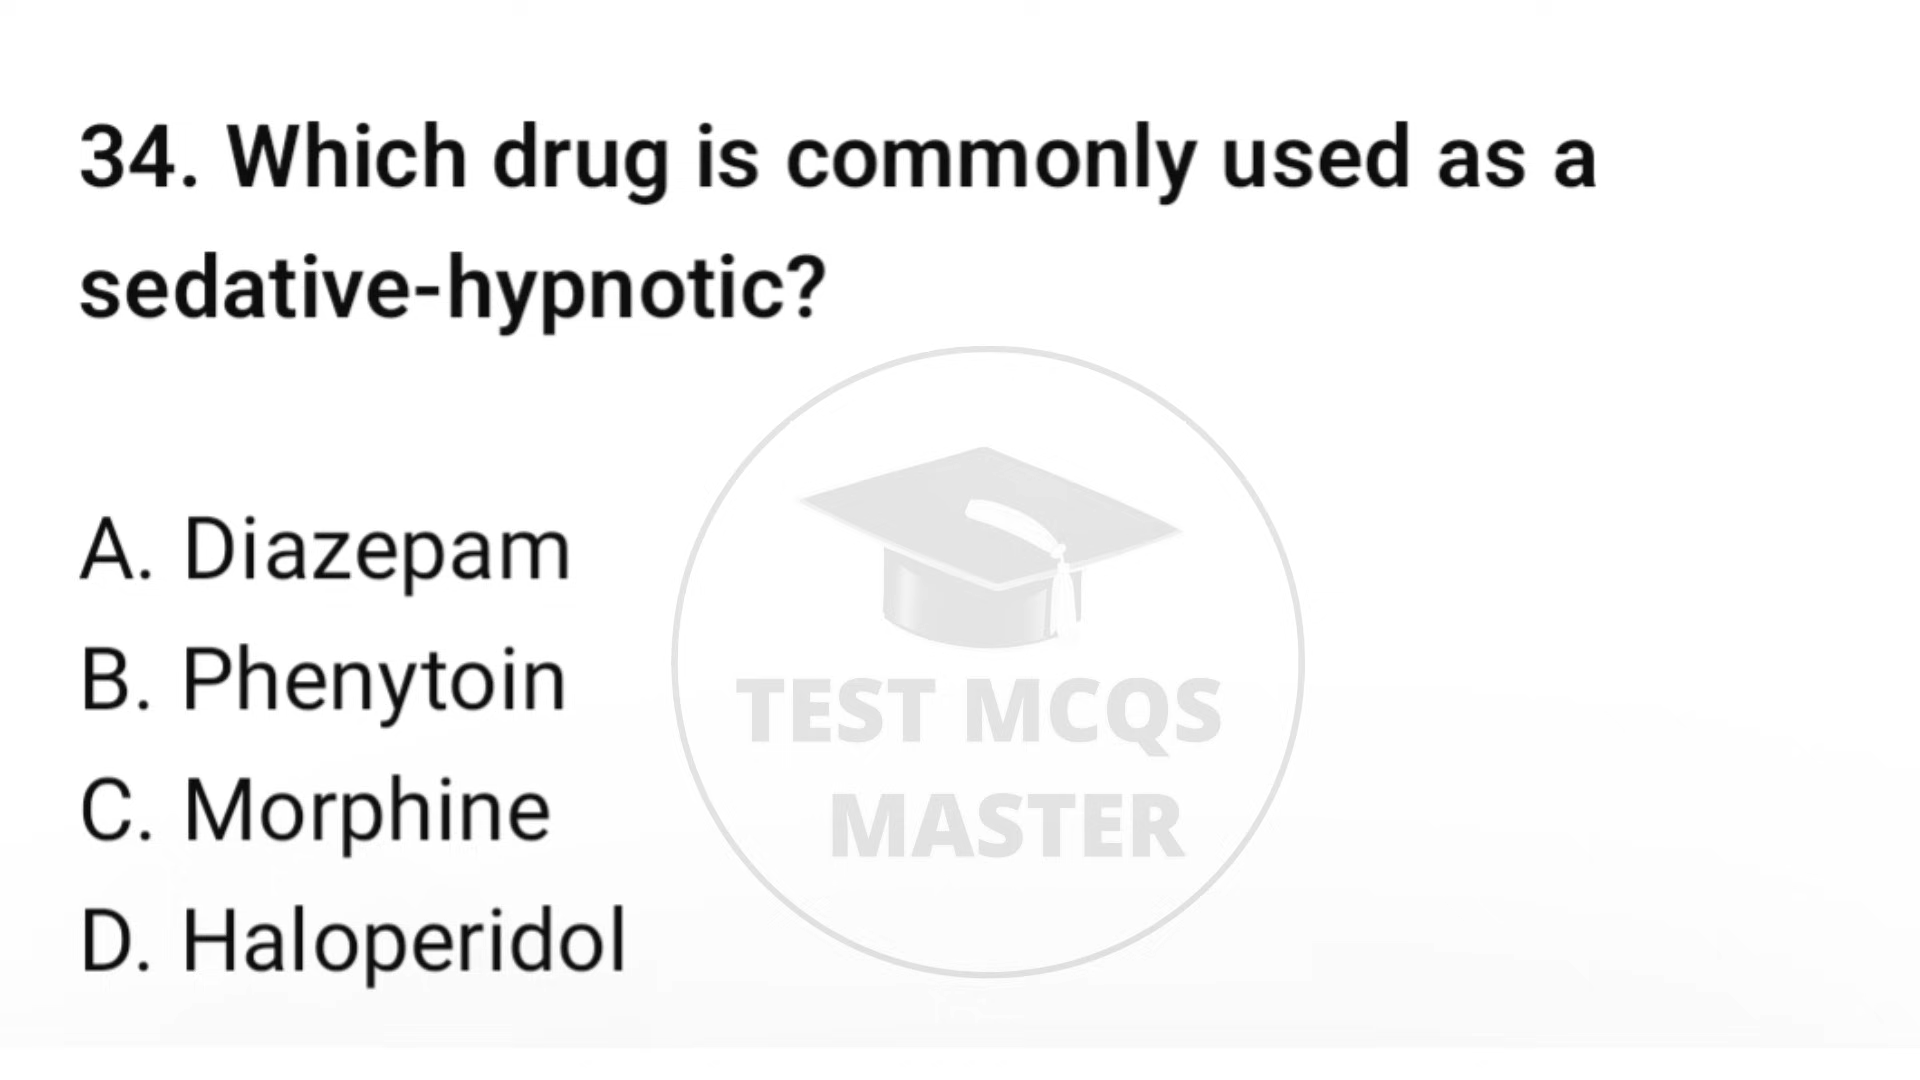 34. Which drug is commonly used as a
sedative-hypnotic?
A. Diazepam
B. Phenytoin
C. Morphine
D. Haloperidol
TEST MCQS
MASTER